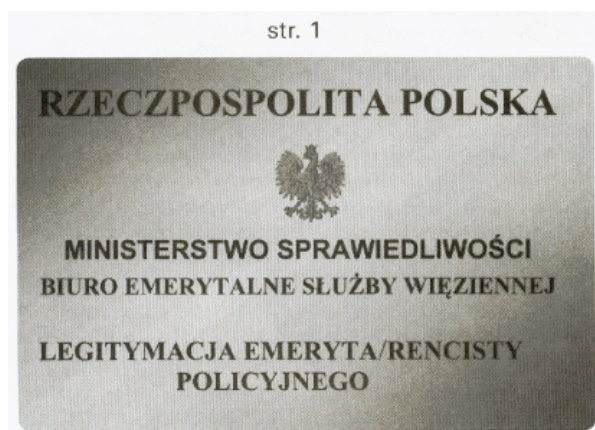 str. 1
RZECZPOSPOLITA POLSKA
MINISTERSTWO SPRAWIEDLIWOŚCI
BIURO EMERYTALNE SŁUŻBY WIĘZIENNEJ
LEGITYMACJA EMERYTA/RENCISTY
POLICYJNEGO